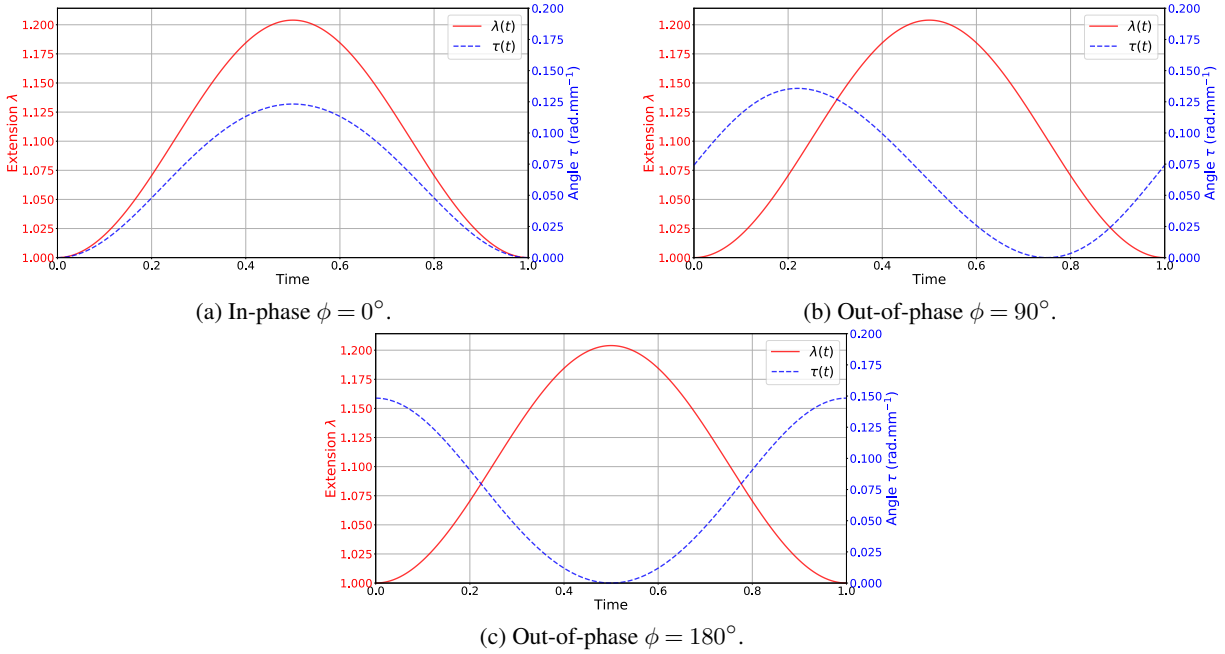 1.200
1.175
1.150
1.125
1.100
1.075
1.050
1.025
1.000
Extension λ
0.0 0.2 0.4 0.6 0.8 1.0
Time
0.200
0.175
0.150
0.125
0.100
0.075
0.050
0.025
0.000
Angle τ (rad.mm⁻¹)
λ(t)
τ(t)
(a) In-phase ϕ = 0°.
1.200
1.175
1.150
1.125
1.100
1.075
1.050
1.025
1.000
Extension λ
0.0 0.2 0.4 0.6 0.8 1.0
Time
0.200
0.175
0.150
0.125
0.100
0.075
0.050
0.025
0.000
Angle τ (rad.mm⁻¹)
λ(t)
τ(t)
(b) Out-of-phase ϕ = 90°.
1.200
1.175
1.150
1.125
1.100
1.075
1.050
1.025
1.000
Extension λ
0.0 0.2 0.4 0.6 0.8 1.0
Time
0.200
0.175
0.150
0.125
0.100
0.075
0.050
0.025
0.000
Angle τ (rad.mm⁻¹)
λ(t)
τ(t)
(c) Out-of-phase ϕ = 180°.